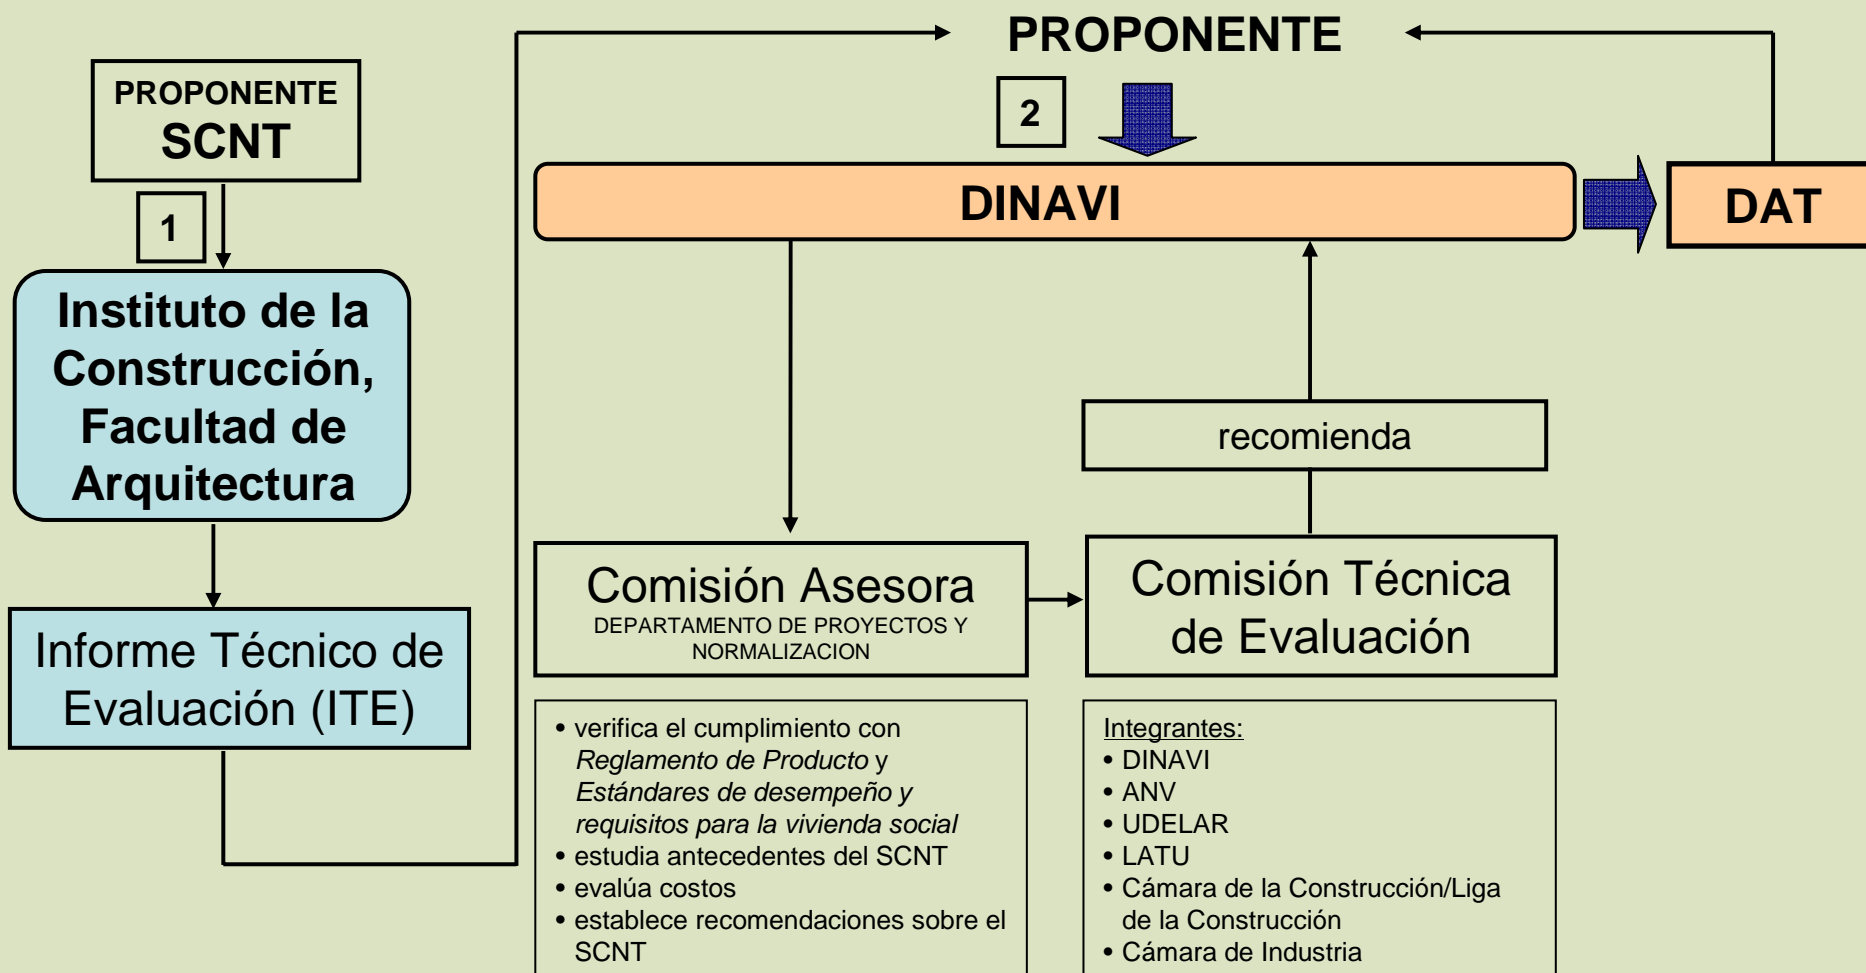 PROPONENTE
SCNT
1
Instituto de la
Construcción,
Facultad de
Arquitectura
Informe Técnico de
Evaluación (ITE)
PROPONENTE
2
DINAVI
DAT
recomienda
Comisión Asesora
DEPARTAMENTO DE PROYECTOS Y
NORMALIZACION
Comisión Técnica
de Evaluación
• verifica el cumplimiento con
Reglamento de Producto y
Estándares de desempeño y
requisitos para la vivienda social
• estudia antecedentes del SCNT
• evalúa costos
• establece recomendaciones sobre el
SCNT
Integrantes:
• DINAVI
• ANV
• UDELAR
• LATU
• Cámara de la Construcción/Liga
de la Construcción
• Cámara de Industria